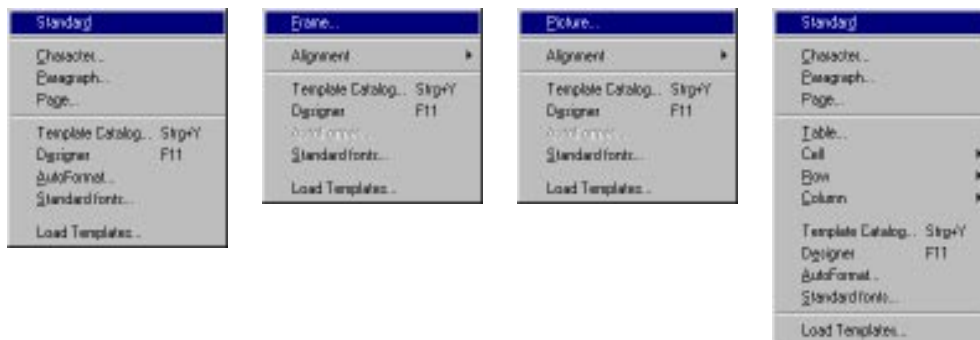 Standard
Character...
Paragraph...
Page...
Template Catalog... Strg+Y
Designer F11
AutoFormat...
Standard fonts...
Load Templates...
Frame...
Alignment
Template Catalog... Strg+Y
Designer F11
AutoFormat...
Standard fonts...
Load Templates...
Picture...
Alignment
Template Catalog... Strg+Y
Designer F11
AutoFormat...
Standard fonts...
Load Templates...
Standard
Character...
Paragraph...
Page...
Table...
Cell
Row
Column
Template Catalog... Strg+Y
Designer F11
AutoFormat...
Standard fonts...
Load Templates...